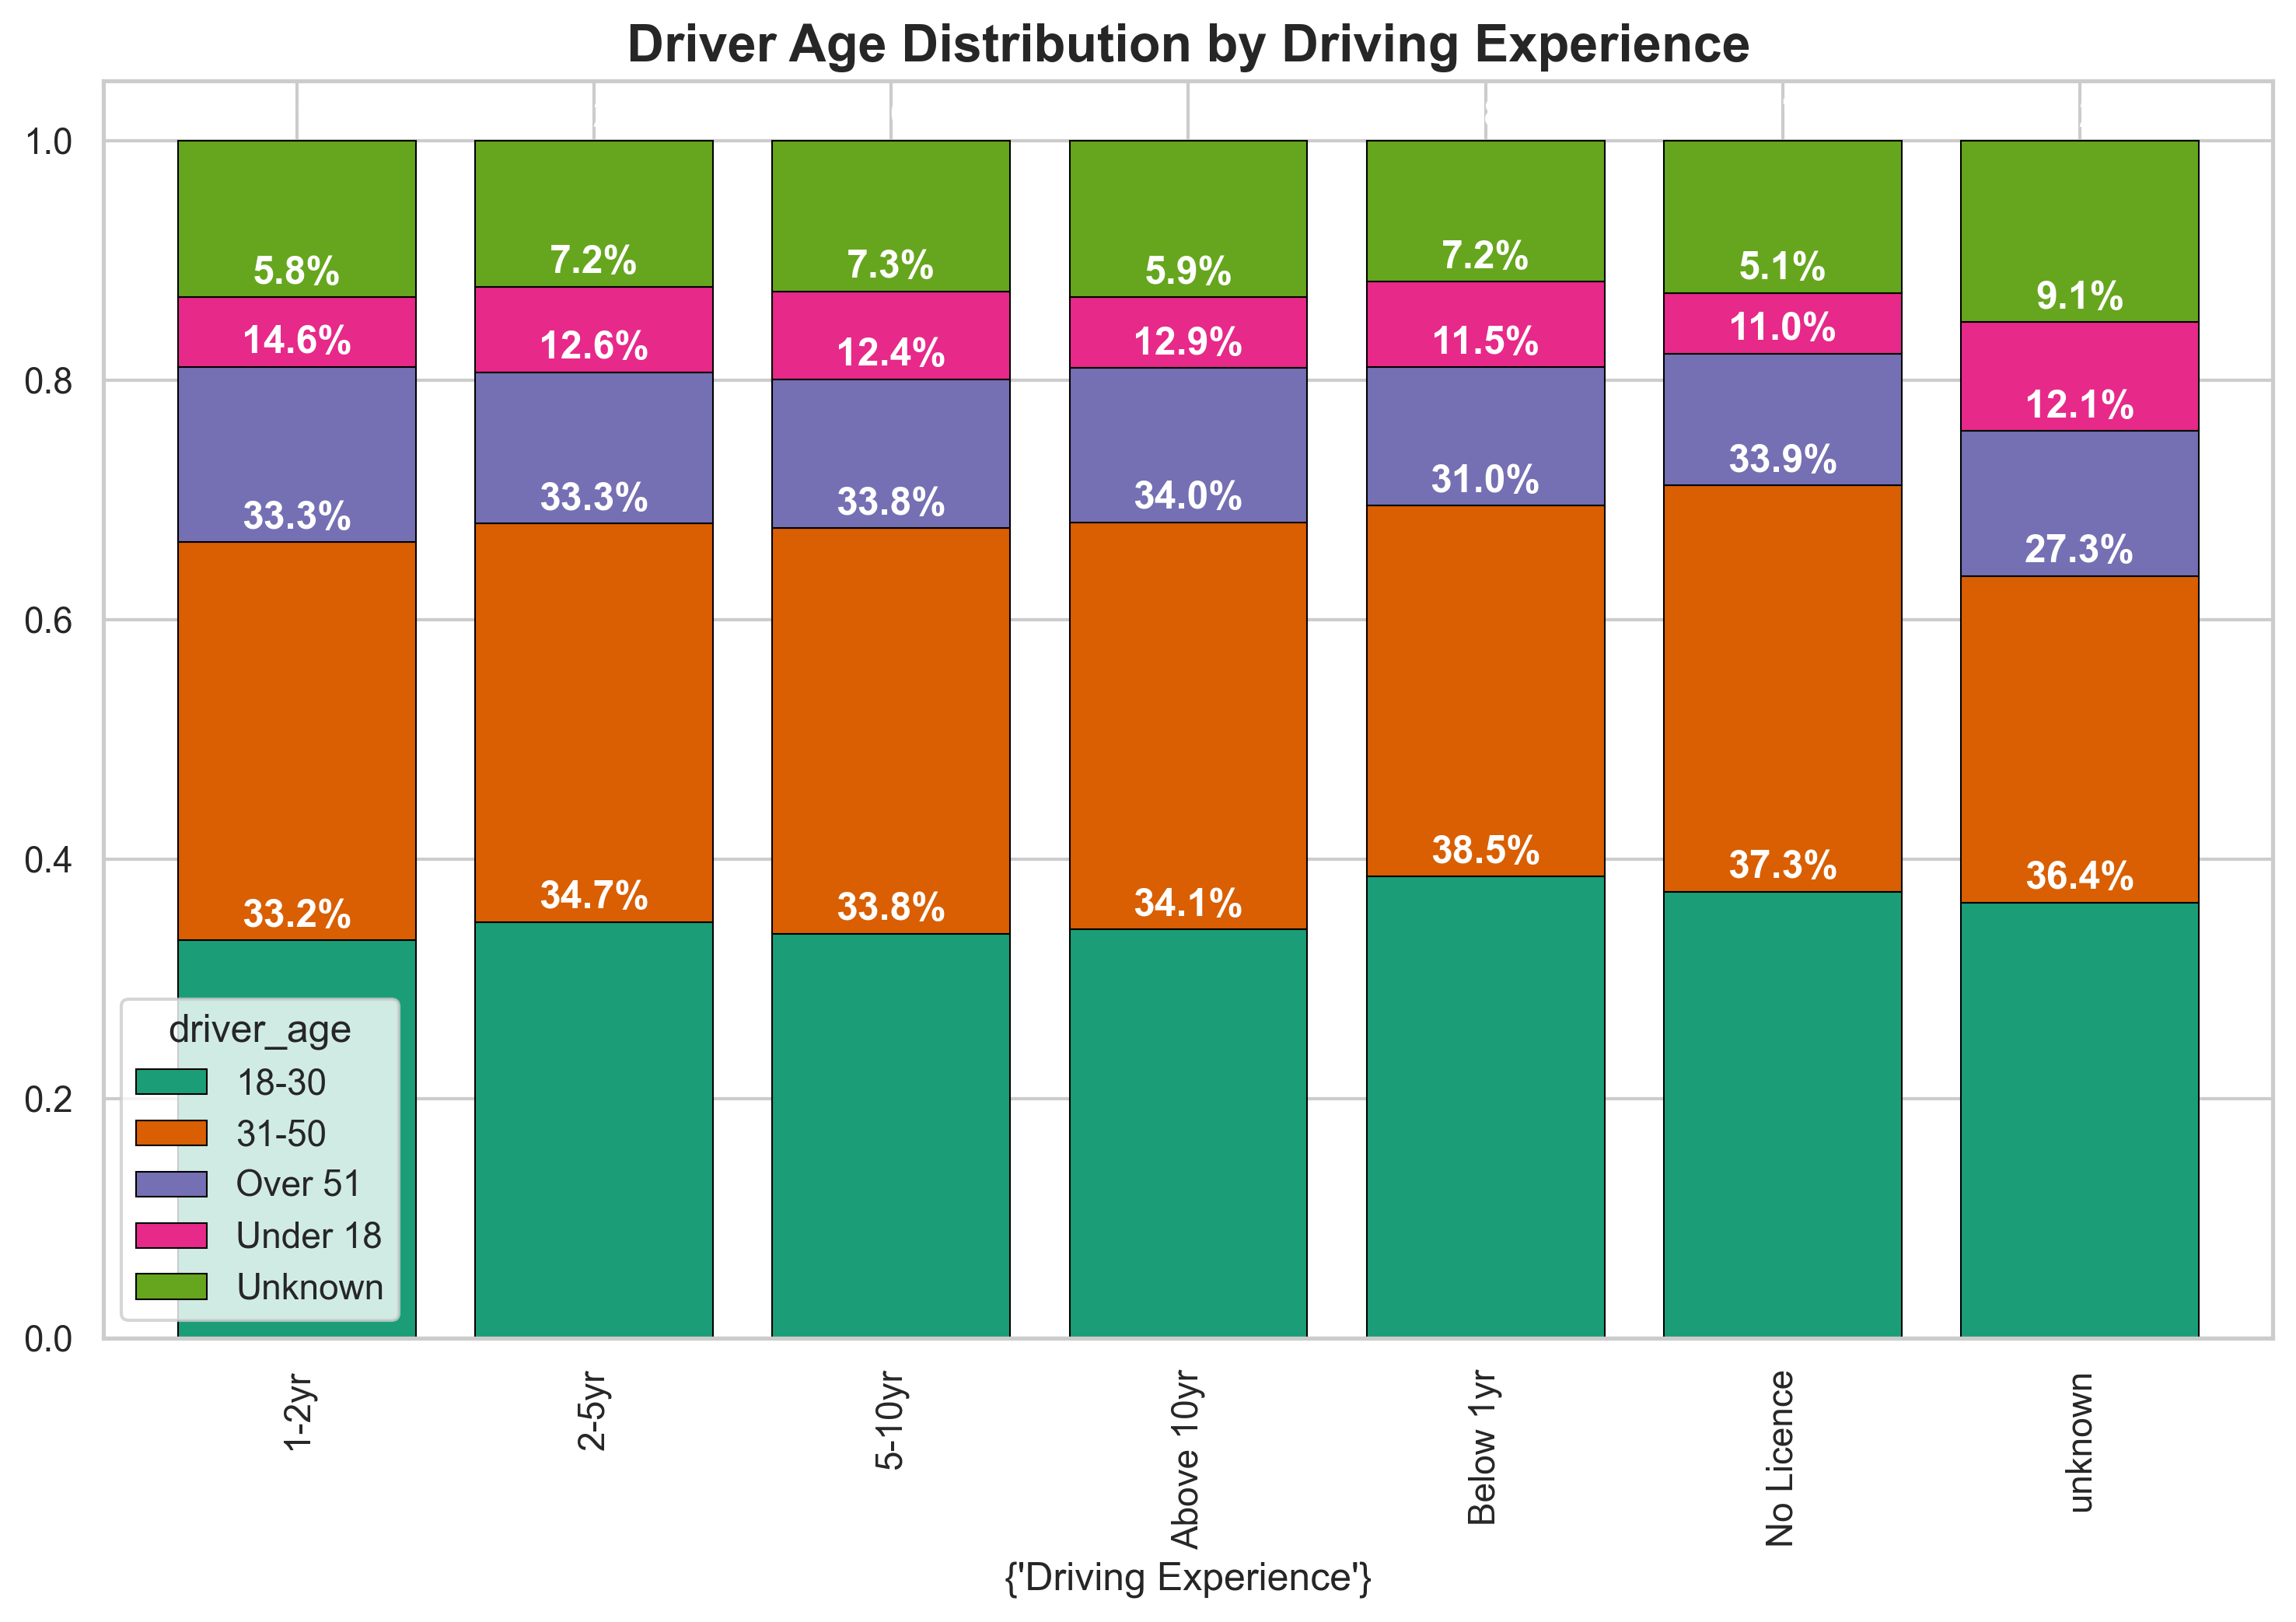 Driver Age Distribution by Driving Experience
1.0
0.8
0.6
0.4
0.2
0.0
5.8% 7.2% 7.3% 5.9% 7.2% 5.1% 9.1%
14.6% 12.6% 12.4% 12.9% 11.5% 11.0% 12.1%
33.3% 33.3% 33.8% 34.0% 31.0% 33.9% 27.3%
33.2% 34.7% 33.8% 34.1% 38.5% 37.3% 36.4%
driver_age
18-30
31-50
Over 51
Under 18
Unknown
1-2yr
2-5yr
5-10yr
Above 10yr
Below 1yr
No Licence
unknown
{'Driving Experience'}